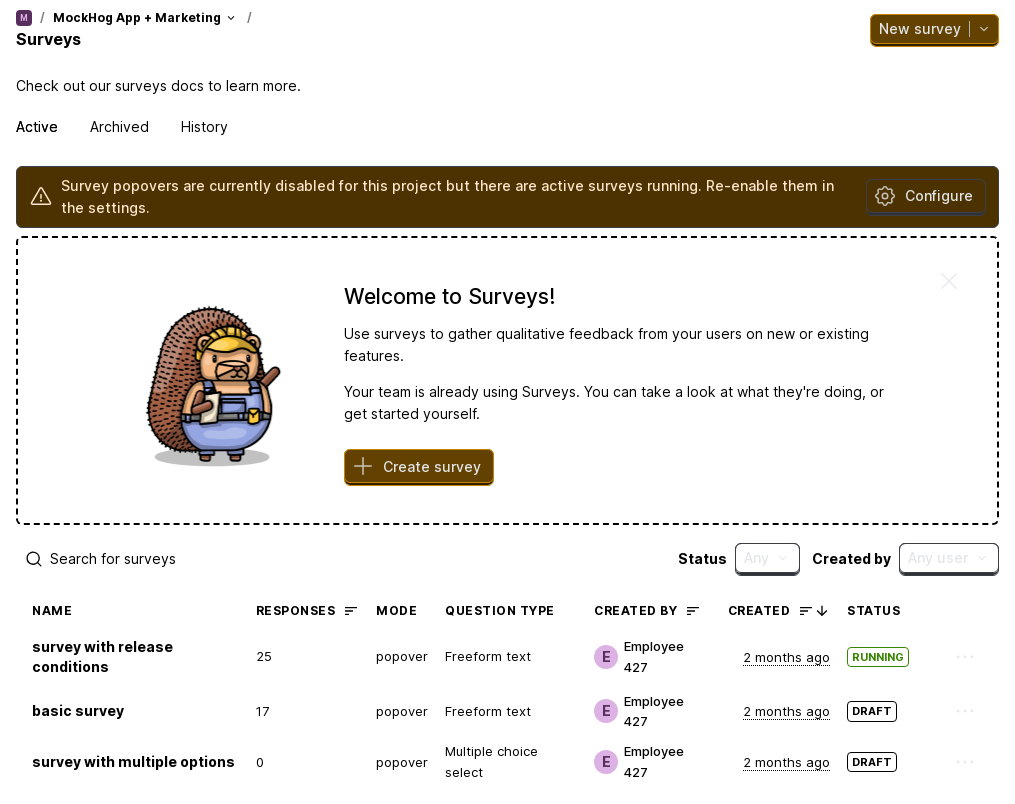 M / MockHog App + Marketing /
Surveys
New survey
Check out our surveys docs to learn more.
Active Archived History
Survey popovers are currently disabled for this project but there are active surveys running. Re-enable them in
the settings.
Configure
Welcome to Surveys!
Use surveys to gather qualitative feedback from your users on new or existing
features.
Your team is already using Surveys. You can take a look at what they're doing, or
get started yourself.
Create survey
Search for surveys
Status Any Created by Any user
NAME RESPONSES MODE QUESTION TYPE CREATED BY CREATED STATUS
survey with release
conditions
25 popover Freeform text E Employee
427
2 months ago RUNNING
basic survey 17 popover Freeform text E Employee
427
2 months ago DRAFT
survey with multiple options 0 popover Multiple choice
select
E Employee
427
2 months ago DRAFT